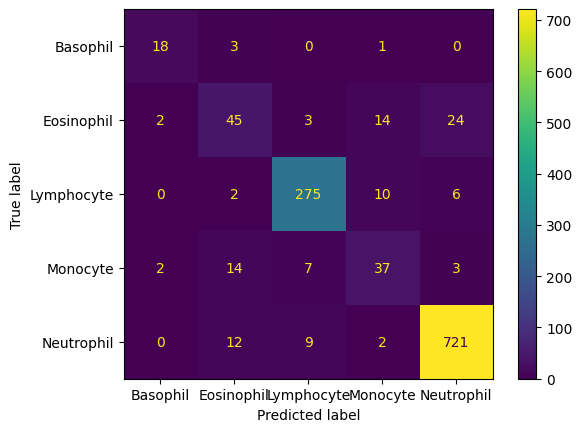 Basophil 18 3 0 1 0
Eosinophil 2 45 3 14 24
Lymphocyte 0 2 275 10 6
Monocyte 2 14 7 37 3
Neutrophil 0 12 9 2 721
Basophil Eosinophil Lymphocyte Monocyte Neutrophil
Predicted label
True label
700
600
500
400
300
200
100
0